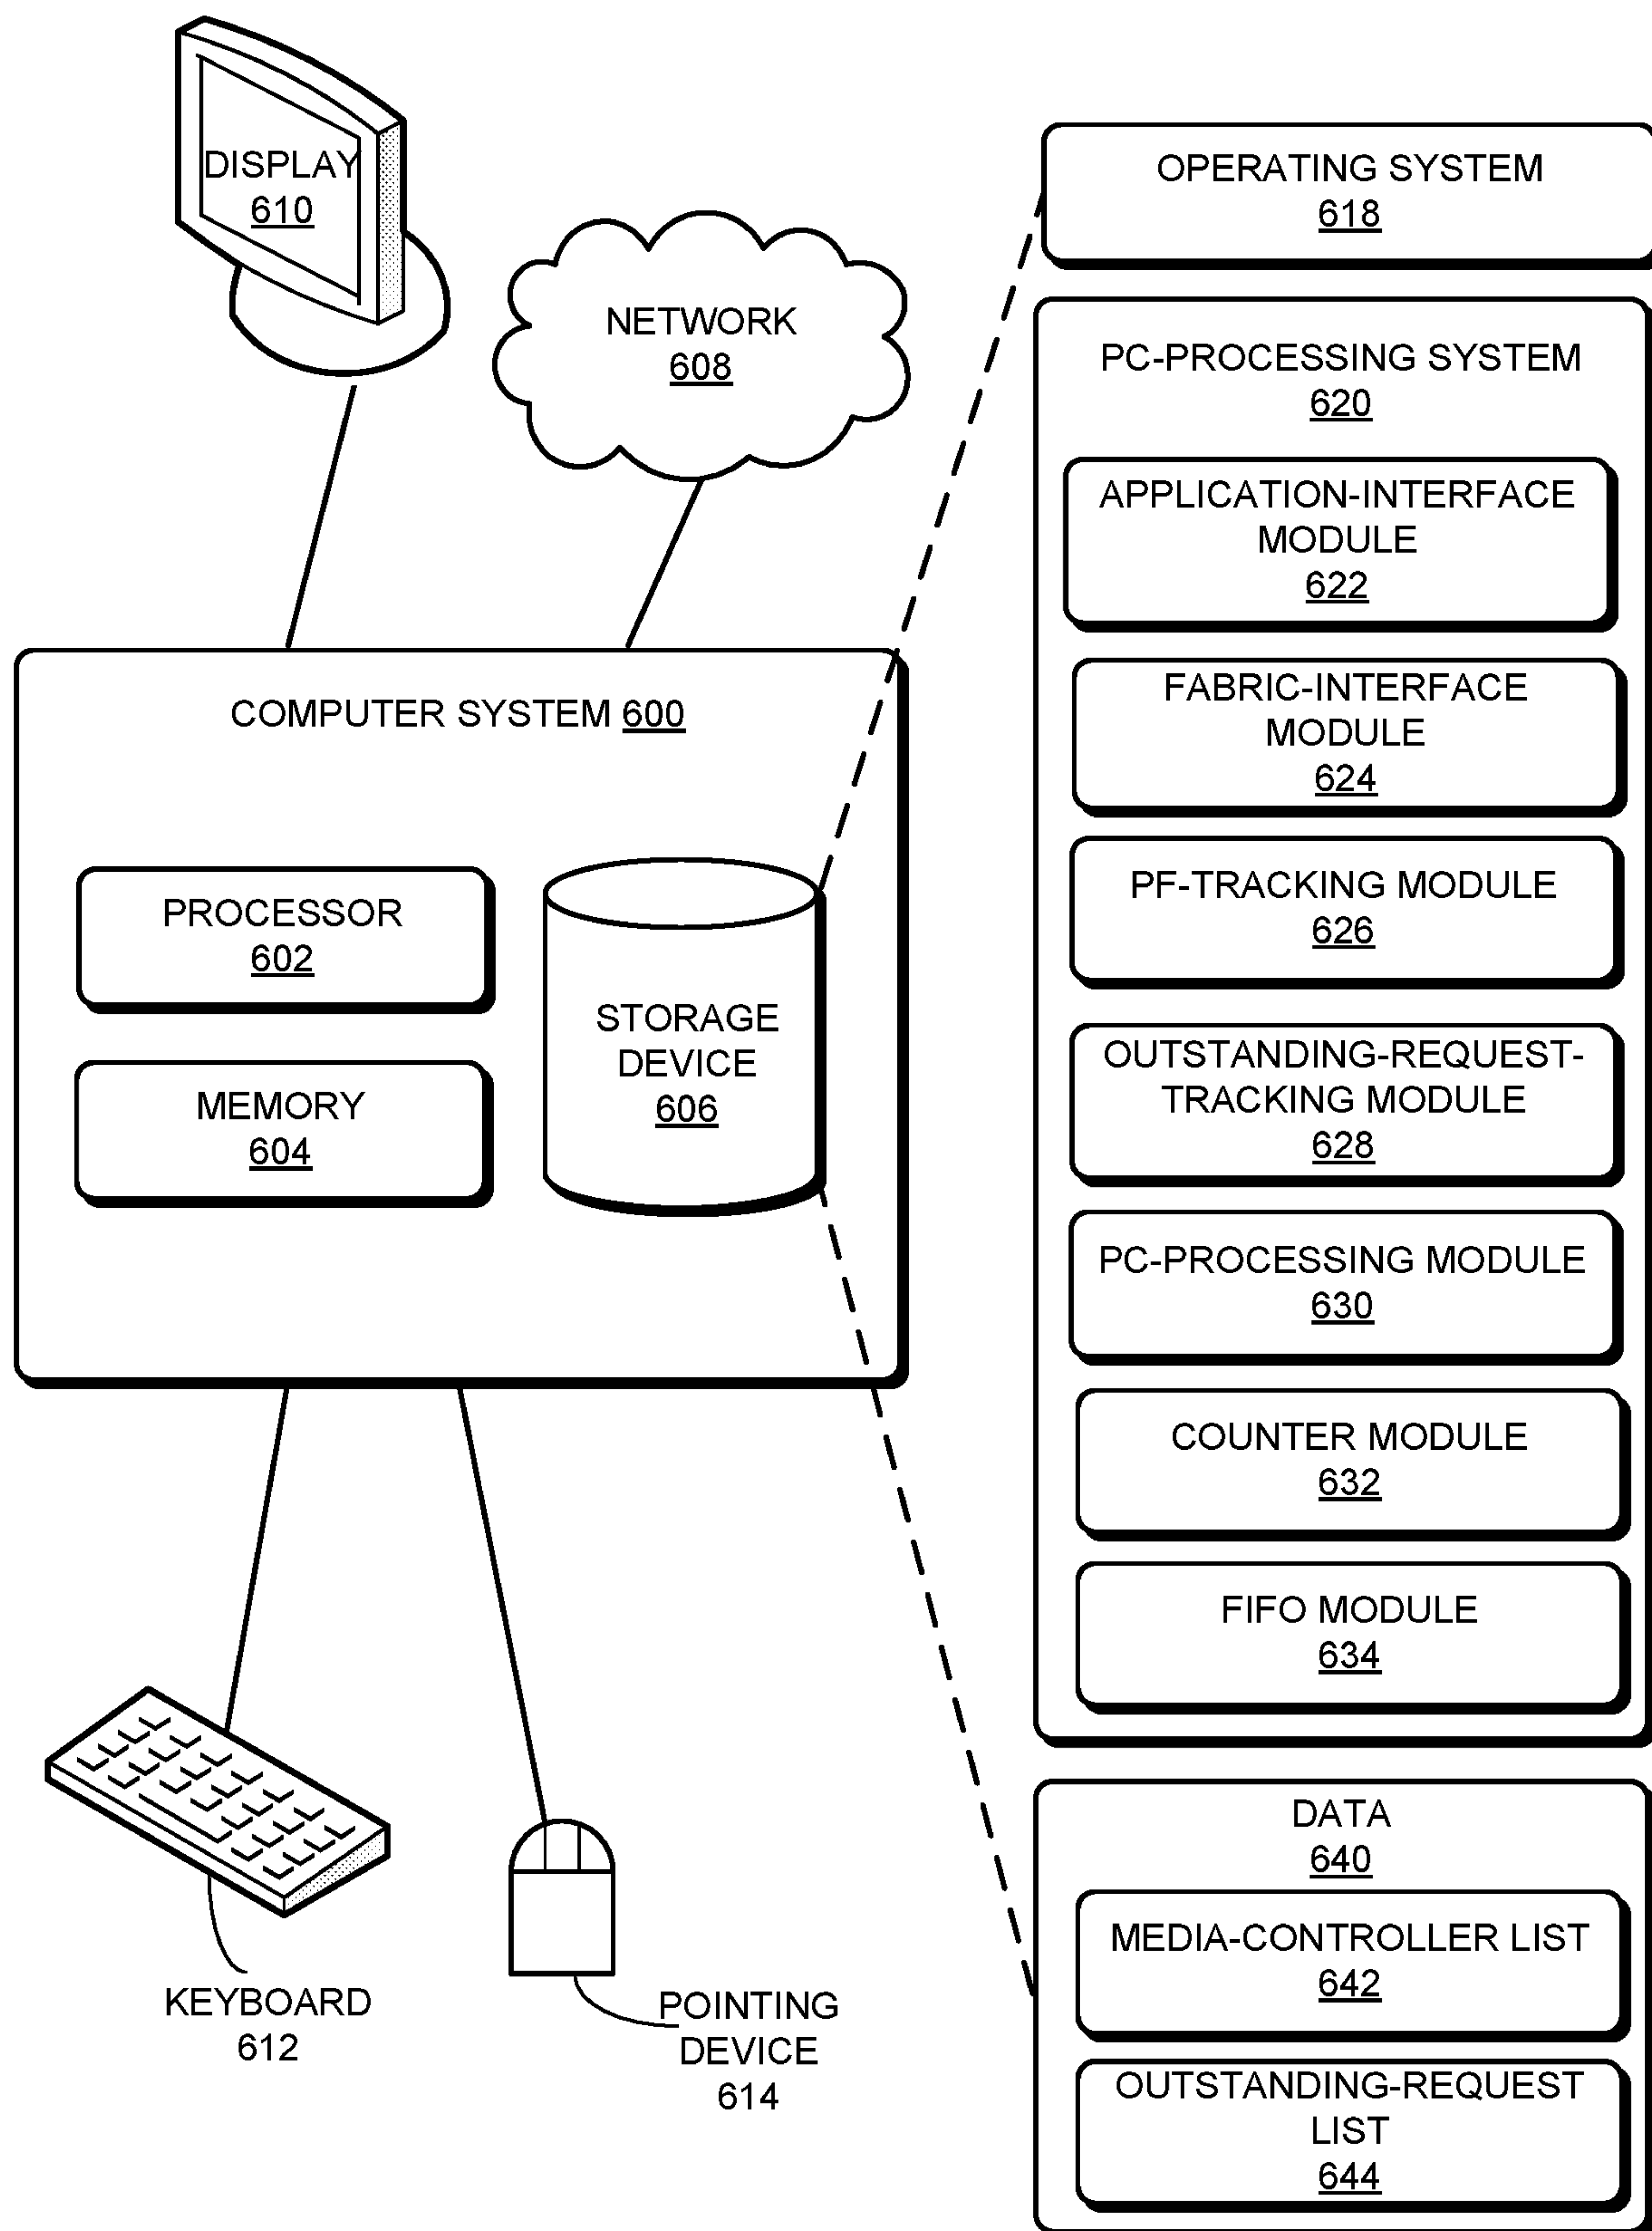 DISPLAY
610
NETWORK
608
COMPUTER SYSTEM 600
PROCESSOR
602
MEMORY
604
STORAGE
DEVICE
606
KEYBOARD
612
POINTING
DEVICE
614
OPERATING SYSTEM
618
PC-PROCESSING SYSTEM
620
APPLICATION-INTERFACE
MODULE
622
FABRIC-INTERFACE
MODULE
624
PF-TRACKING MODULE
626
OUTSTANDING-REQUEST-
TRACKING MODULE
628
PC-PROCESSING MODULE
630
COUNTER MODULE
632
FIFO MODULE
634
DATA
640
MEDIA-CONTROLLER LIST
642
OUTSTANDING-REQUEST
LIST
644